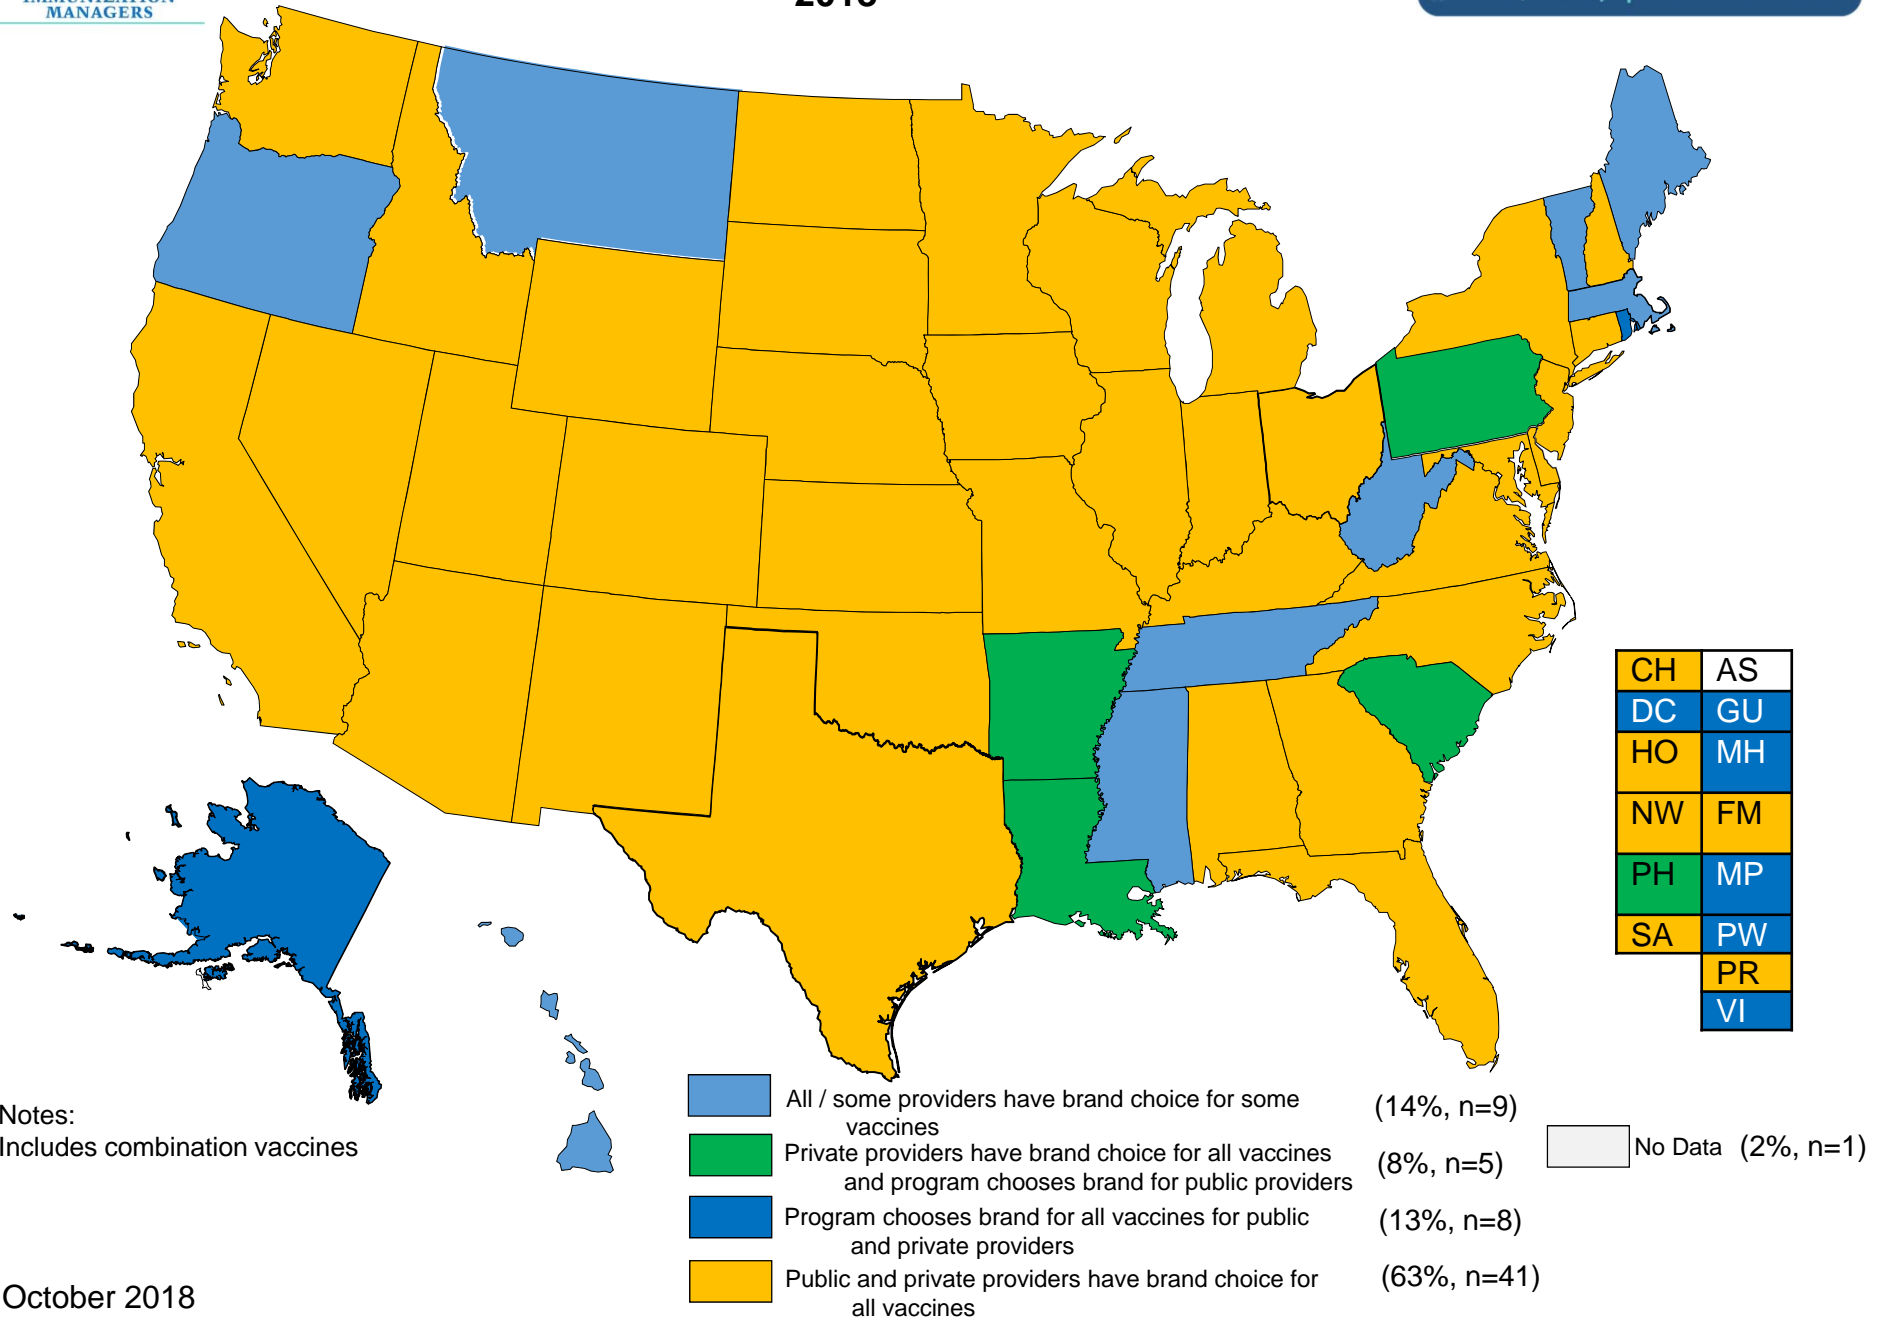 MANAGERS
CH AS
DC GU
HO MH
NW FM
PH MP
SA PW
PR
VI
Notes:
Includes combination vaccines
All / some providers have brand choice for some
vaccines
(14%, n=9)
Private providers have brand choice for all vaccines
and program chooses brand for public providers
(8%, n=5)
No Data (2%, n=1)
Program chooses brand for all vaccines for public
and private providers
(13%, n=8)
Public and private providers have brand choice for
all vaccines
(63%, n=41)
October 2018